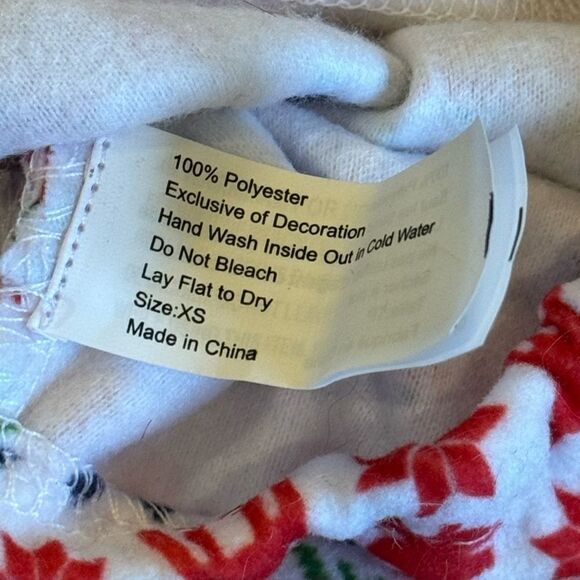 100% Polyester
Exclusive of Decoration
Hand Wash Inside Out in Cold Water
Do Not Bleach
Lay Flat to Dry
Size:XS
Made in China